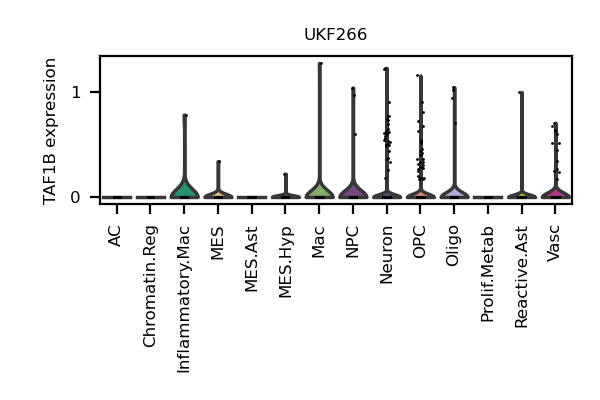 UKF266
TAF1B expression
1
0
AC
Chromatin.Reg
Inflammatory.Mac
MES
MES.Ast
MES.Hyp
Mac
NPC
Neuron
OPC
Oligo
Prolif.Metab
Reactive.Ast
Vasc